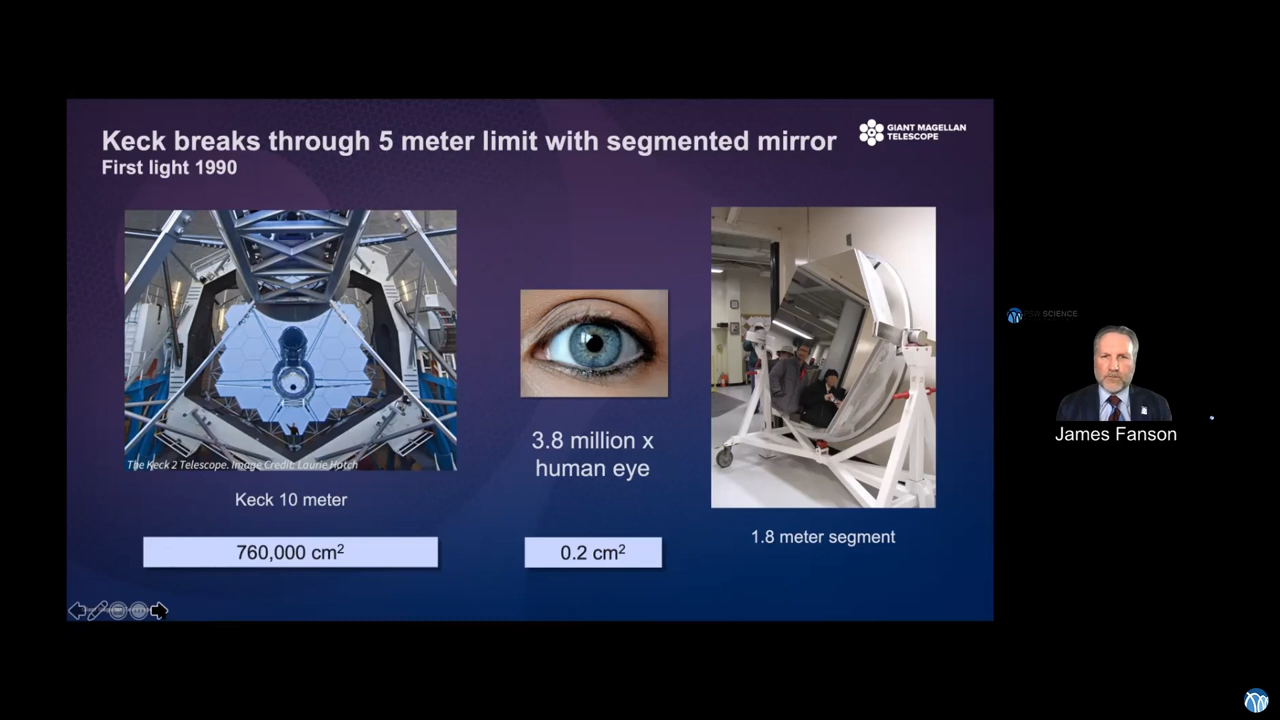 Keck breaks through 5 meter limit with segmented mirror
First light 1990
GIANT MAGELLAN
TELESCOPE
The Keck 2 Telescope. Image Credit: Laurie Hatch
Keck 10 meter
760,000 cm²
3.8 million x
human eye
0.2 cm²
1.8 meter segment
PSW SCIENCE
James Fanson